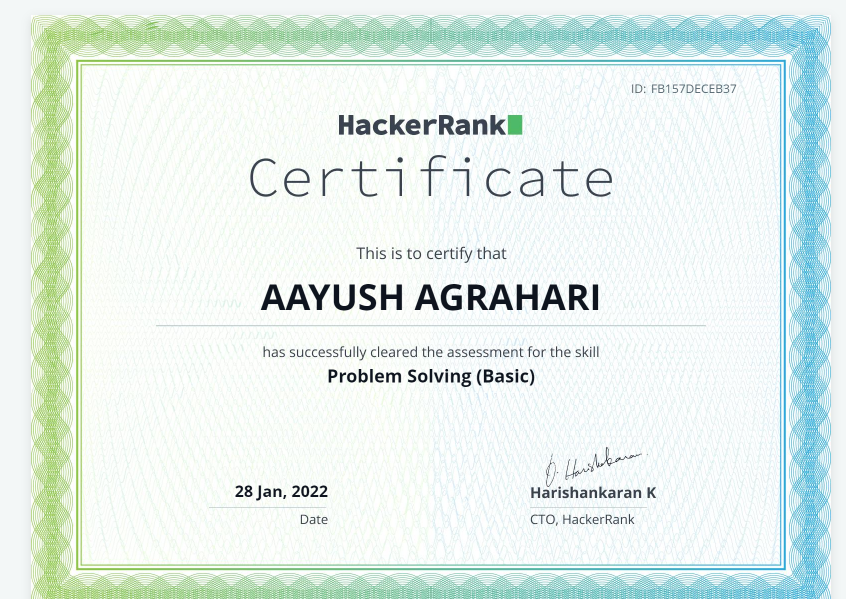 ID: FB157DECEB37
HackerRank
Certificate
This is to certify that
AAYUSH AGRAHARI
has successfully cleared the assessment for the skill
Problem Solving (Basic)
28 Jan, 2022
Date
Harishankaran K
CTO, HackerRank